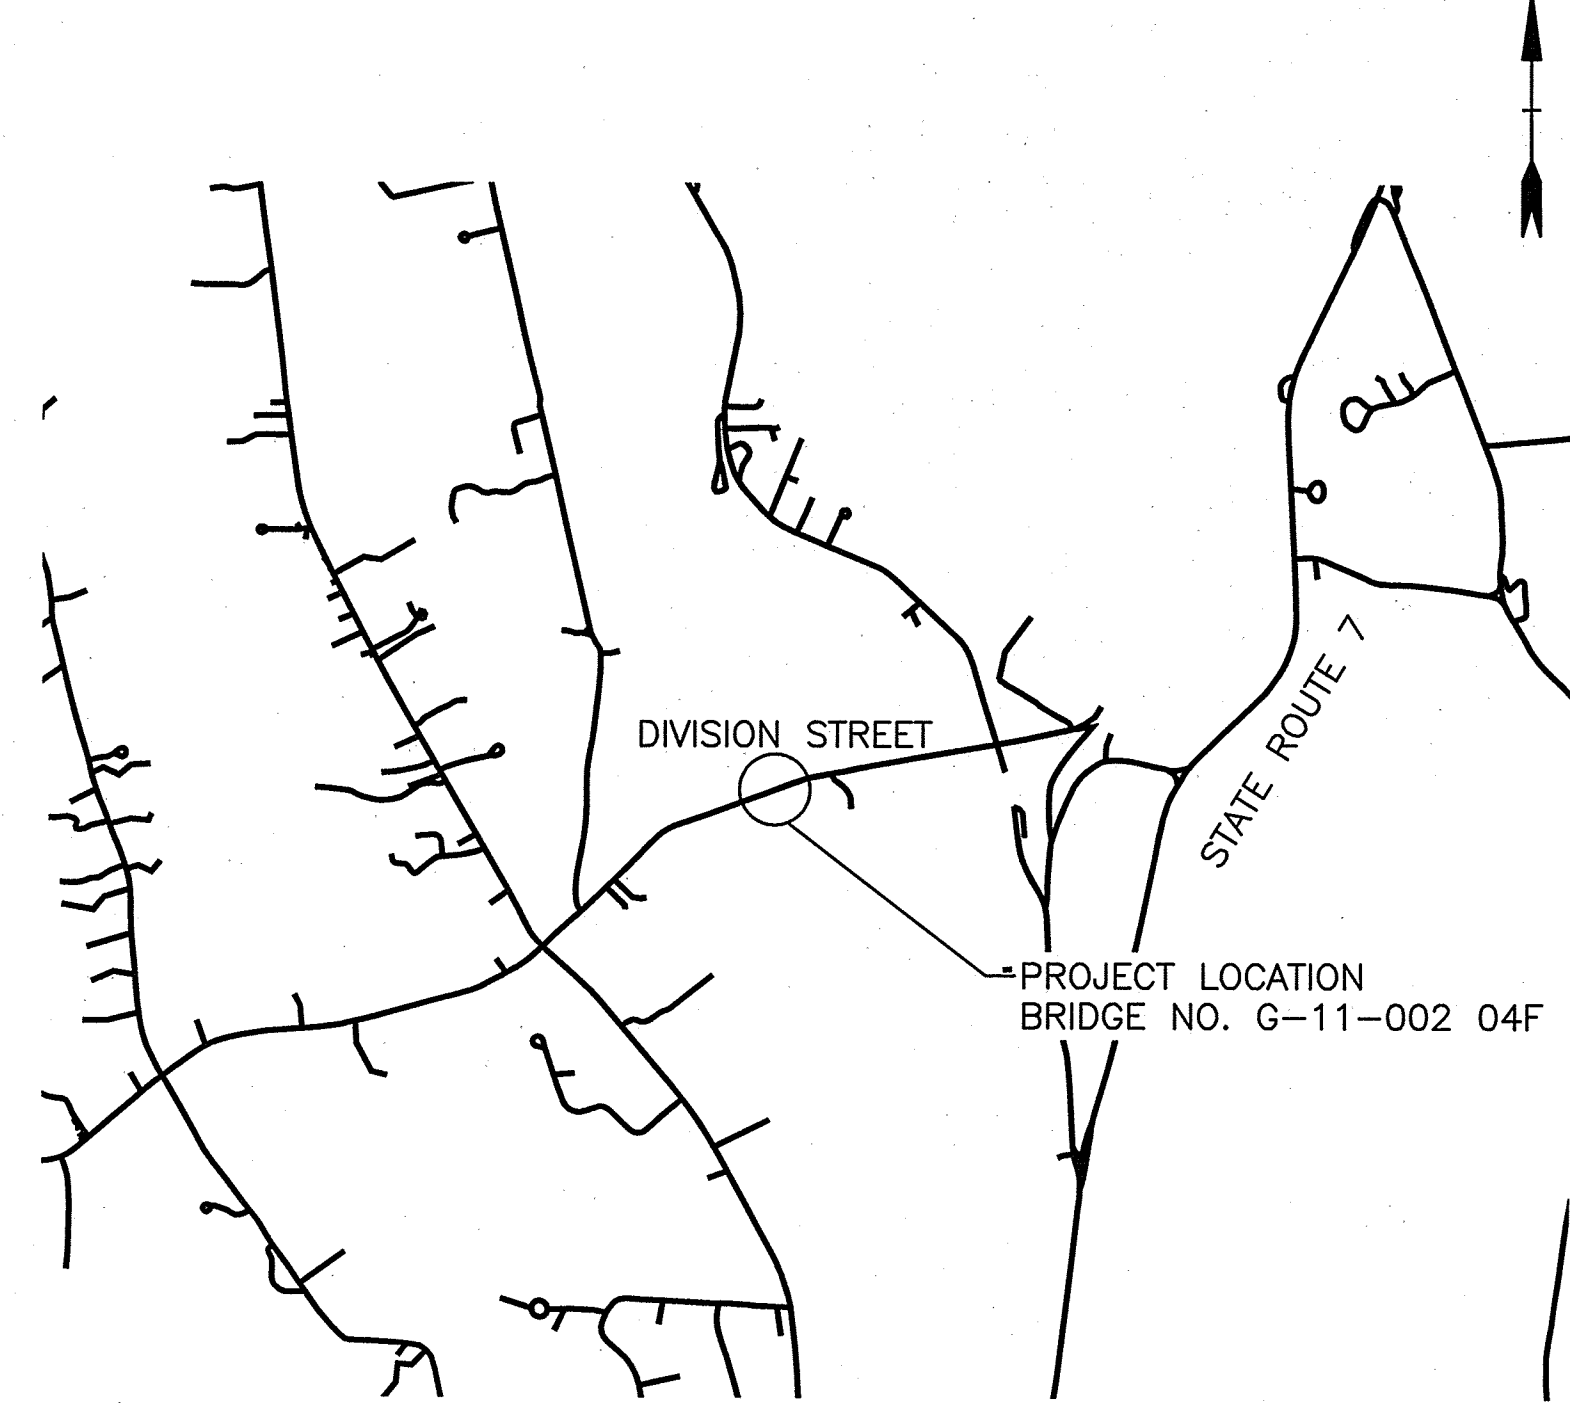 DIVISION STREET
STATE ROUTE 7
PROJECT LOCATION
BRIDGE NO. G-11-002 04F